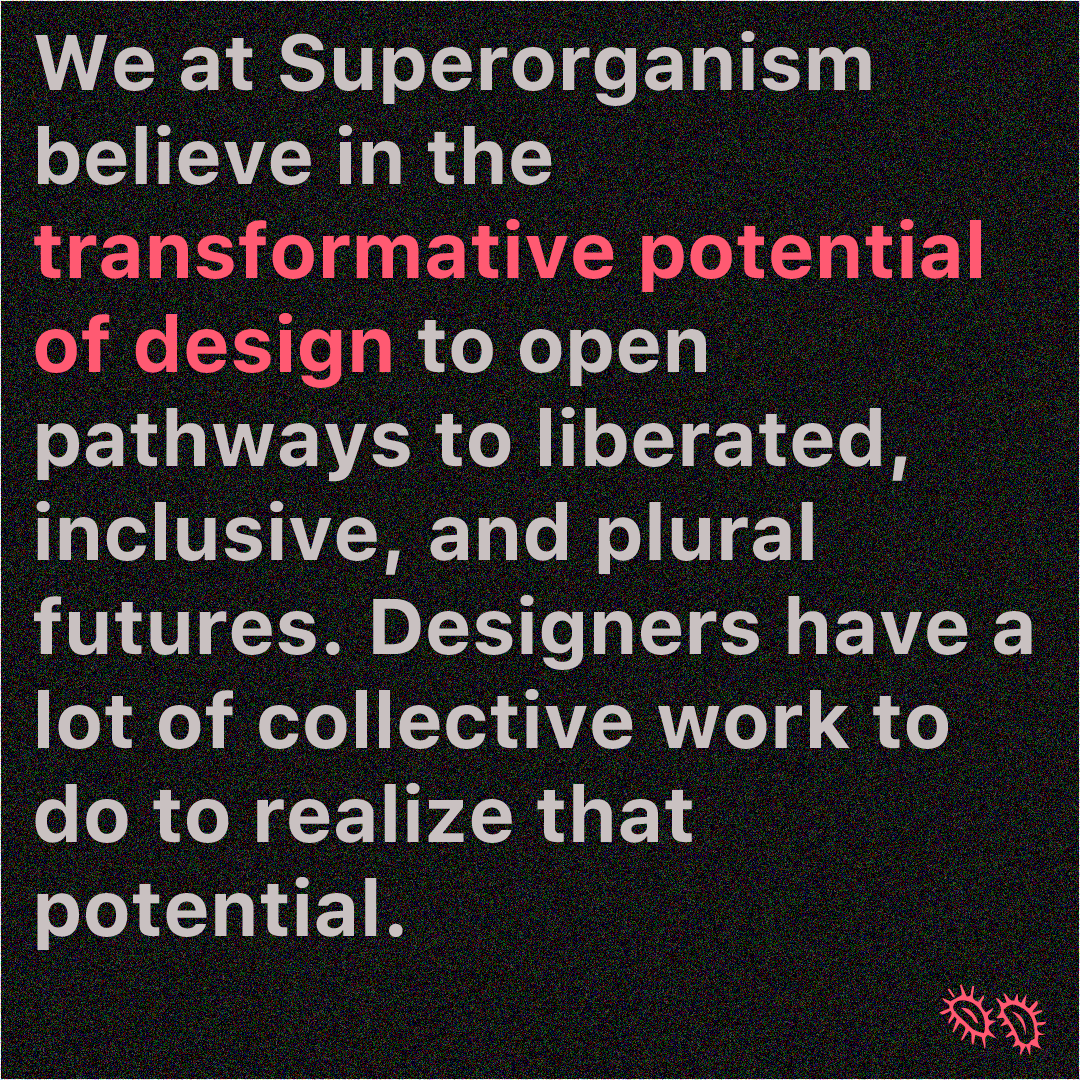 We at Superorganism
believe in the
transformative potential
of design to open
pathways to liberated,
inclusive, and plural
futures. Designers have a
lot of collective work to
do to realize that
potential.